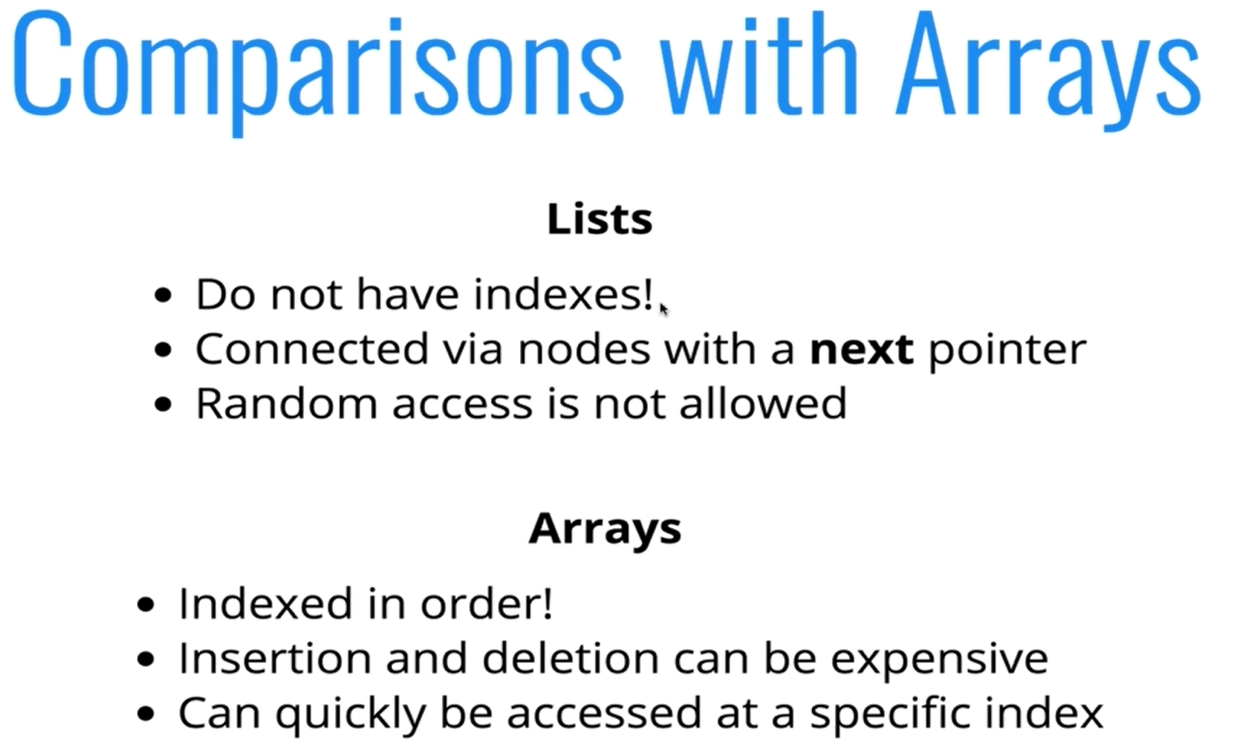 Comparisons with Arrays
Lists
• Do not have indexes!
• Connected via nodes with a next pointer
• Random access is not allowed
Arrays
• Indexed in order!
• Insertion and deletion can be expensive
• Can quickly be accessed at a specific index